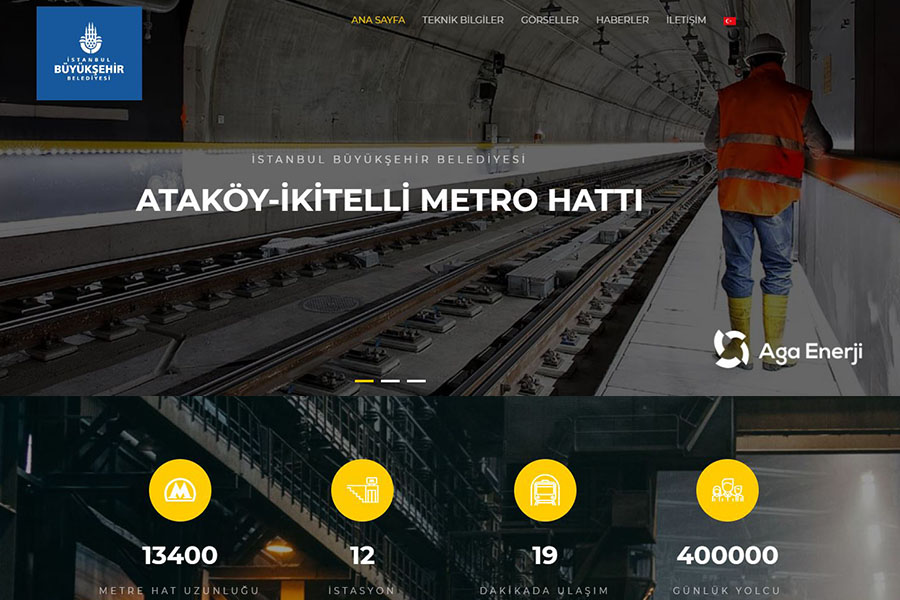 İSTANBUL
BÜYÜKŞEHİR
BELEDİYESİ
ANA SAYFA TEKNİK BİLGİLER GÖRSELLER HABERLER İLETİŞİM
İSTANBUL BÜYÜKŞEHİR BELEDİYESİ
ATAKÖY-İKİTELLİ METRO HATTI
Aga Enerji
13400 12 19 400000
METRE HAT UZUNLUĞU İSTASYON DAKİKADA ULAŞIM GÜNLÜK YOLCU